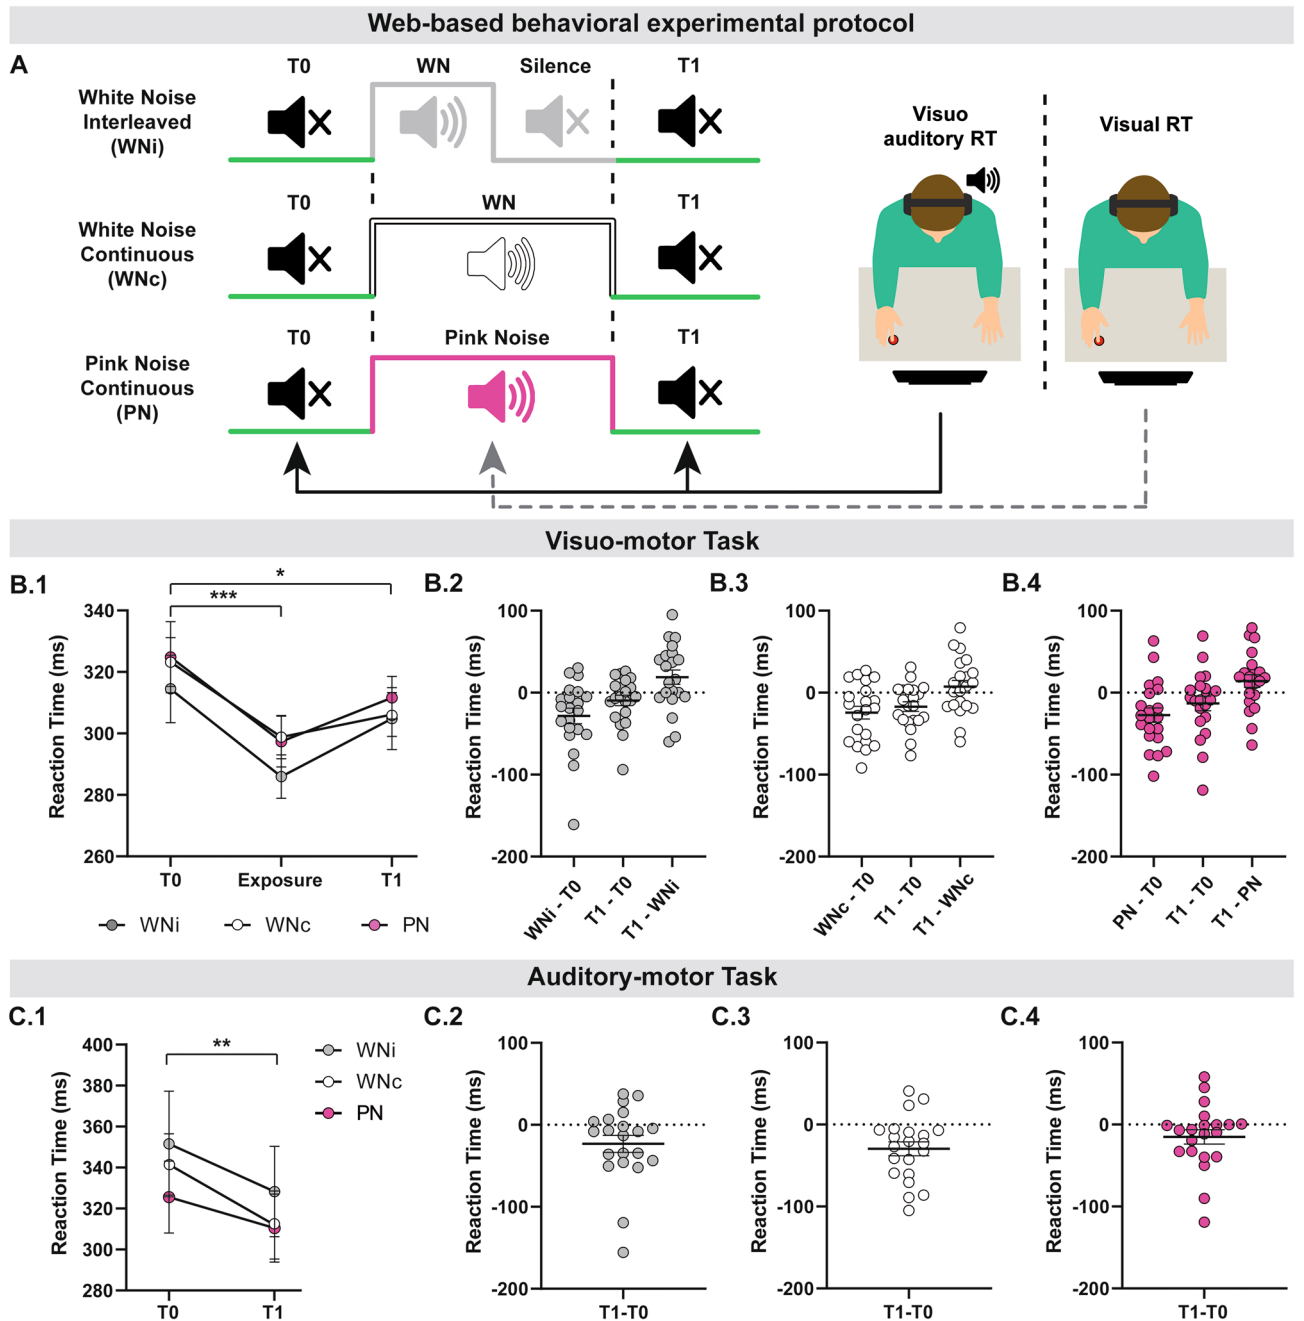 Web-based behavioral experimental protocol
A
T0 WN Silence T1
White Noise
Interleaved
(WNi)
Visuo
auditory RT
Visual RT
T0 WN T1
White Noise
Continuous
(WNc)
T0 Pink Noise T1
Pink Noise
Continuous
(PN)
Visuo-motor Task
B.1
* 
***
Reaction Time (ms)
340
320
300
280
260
T0 Exposure T1
WNi WNc PN
B.2
Reaction Time (ms)
100
0
-100
-200
WNi - T0
T1 - T0
T1 - WNi
B.3
Reaction Time (ms)
100
0
-100
-200
WNc - T0
T1 - T0
T1 - WNc
B.4
Reaction Time (ms)
100
0
-100
-200
PN - T0
T1 - T0
T1 - PN
Auditory-motor Task
C.1
**
Reaction Time (ms)
400
380
360
340
320
300
280
T0 T1
WNi
WNc
PN
C.2
Reaction Time (ms)
100
0
-100
-200
T1-T0
C.3
Reaction Time (ms)
100
0
-100
-200
T1-T0
C.4
Reaction Time (ms)
100
0
-100
-200
T1-T0